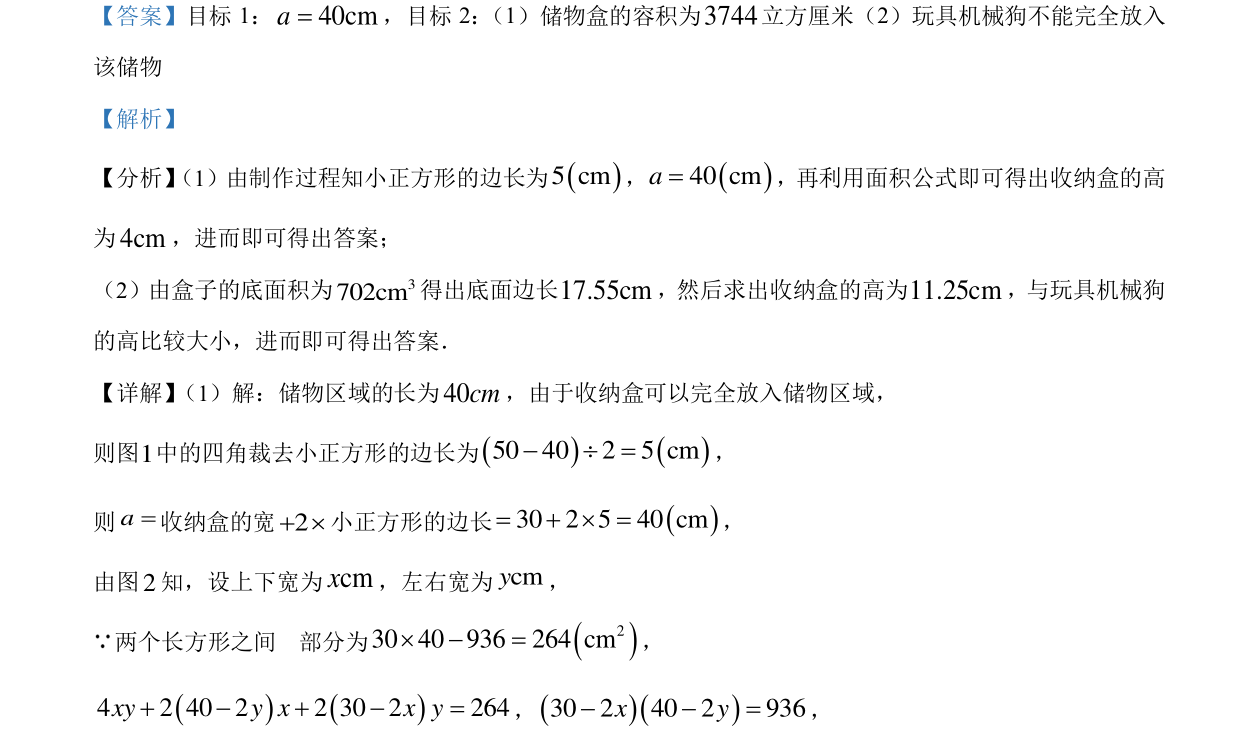 【答案】目标 1：a = 40cm，目标 2：（1）储物盒的容积为3744立方厘米（2）玩具机械狗不能完全放入
该储物
【解析】
【分析】（1）由制作过程知小正方形的边长为5(cm)，a = 40(cm)，再利用面积公式即可得出收纳盒的高
为4cm，进而即可得出答案；
（2）由盒子的底面积为702cm³得出底面边长17.55cm，然后求出收纳盒的高为11.25cm，与玩具机械狗
的高比较大小，进而即可得出答案．
【详解】（1）解：储物区域的长为40cm，由于收纳盒可以完全放入储物区域，
则图1中的四角裁去小正方形的边长为(50−40)÷2=5(cm)，
则a=收纳盒的宽+2×小正方形的边长=30+2×5=40(cm)，
由图2知，设上下宽为xcm，左右宽为ycm，
∵两个长方形之间 部分为30×40−936=264(cm²)，
4xy+2(40−2y)x+2(30−2x)y=264，(30−2x)(40−2y)=936，